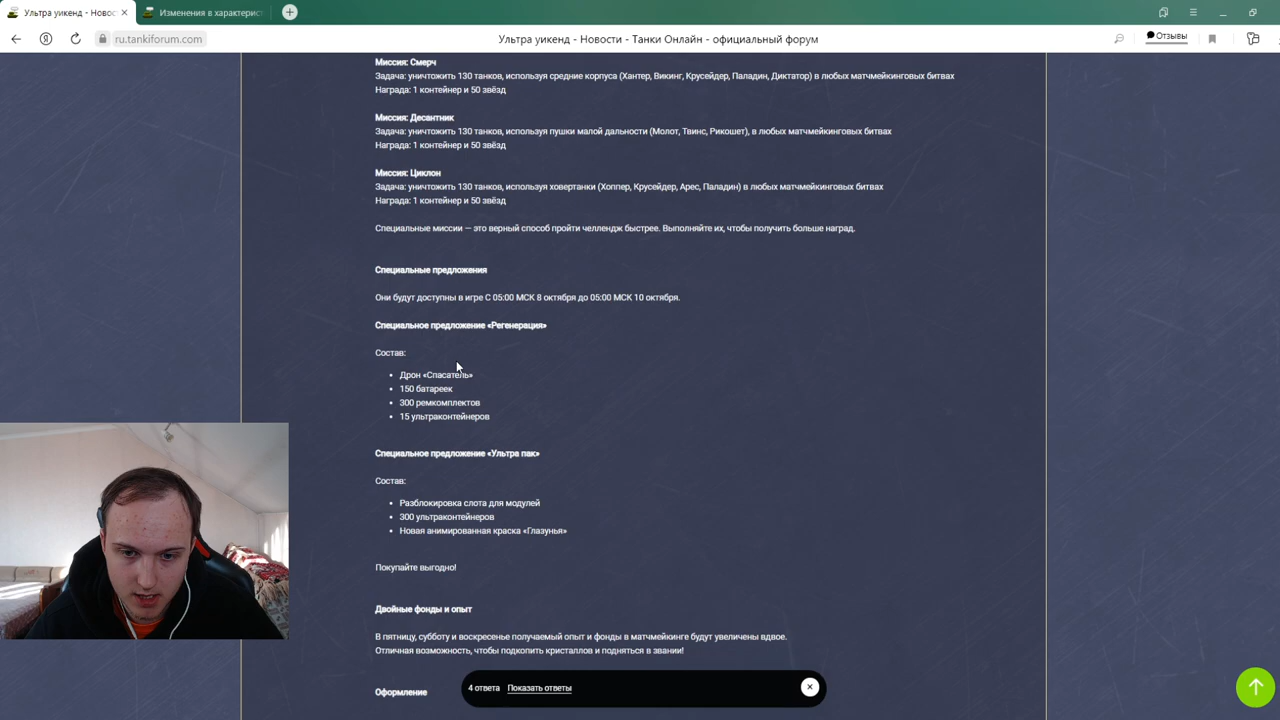 Ультра уикенд - Новос
Изменения в характерист
ru.tankiforum.com
Ультра уикенд - Новости - Танки Онлайн - официальный форум
Отзывы
Миссия: Смерч
Задача: уничтожить 130 танков, используя средние корпуса (Хантер, Викинг, Крусейдер, Паладин, Диктатор) в любых матчмейкинговых битвах
Награда: 1 контейнер и 50 звёзд
Миссия: Десантник
Задача: уничтожить 130 танков, используя пушки малой дальности (Молот, Твинс, Рикошет), в любых матчмейкинговых битвах
Награда: 1 контейнер и 50 звёзд
Миссия: Циклон
Задача: уничтожить 130 танков, используя ховертанки (Хоппер, Крусейдер, Арес, Паладин) в любых матчмейкинговых битвах
Награда: 1 контейнер и 50 звёзд
Специальные миссии — это верный способ пройти челлендж быстрее. Выполняйте их, чтобы получить больше наград.
Специальные предложения
Они будут доступны в игре С 05:00 МСК 8 октября до 05:00 МСК 10 октября.
Специальное предложение «Регенерация»
Состав:
• Дрон «Спасатель»
• 150 батареек
• 300 ремкомплектов
• 15 ультраконтейнеров
Специальное предложение «Ультра пак»
Состав:
• Разблокировка слота для модулей
• 300 ультраконтейнеров
• Новая анимированная краска «Глазунья»
Покупайте выгодно!
Двойные фонды и опыт
В пятницу, субботу и воскресенье получаемый опыт и фонды в матчмейкинге будут увеличены вдвое.
Отличная возможность, чтобы подкопить кристаллов и подняться в звании!
4 ответа Показать ответы
Оформление